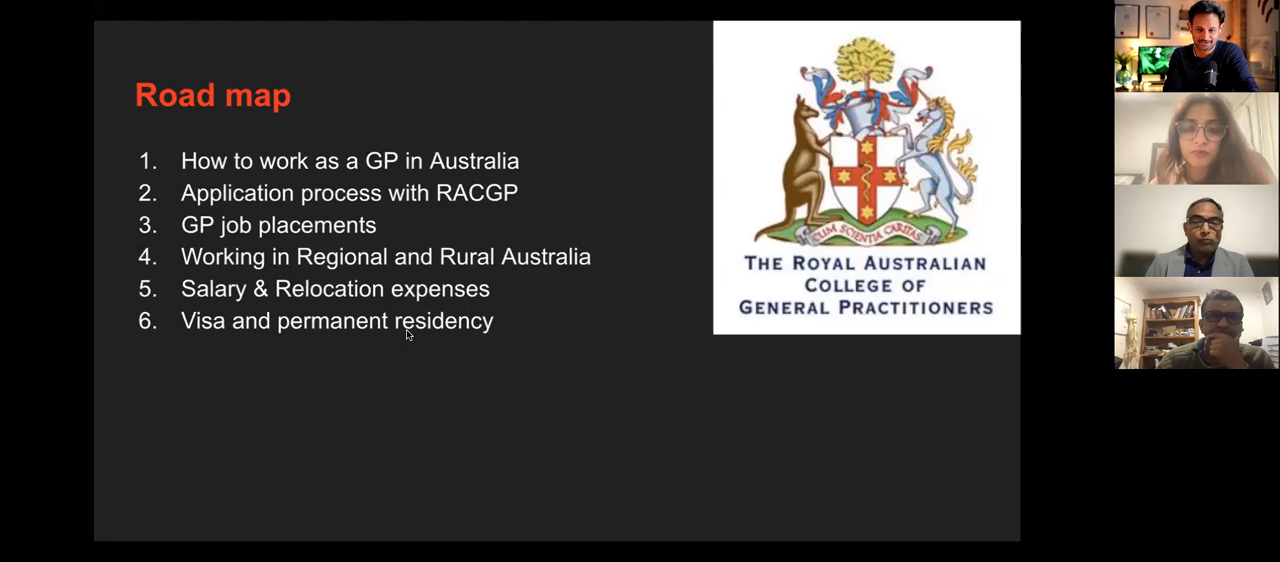 Road map
1. How to work as a GP in Australia
2. Application process with RACGP
3. GP job placements
4. Working in Regional and Rural Australia
5. Salary & Relocation expenses
6. Visa and permanent residency
CUM SCIENTIA CARITAS
THE ROYAL AUSTRALIAN
COLLEGE OF
GENERAL PRACTITIONERS